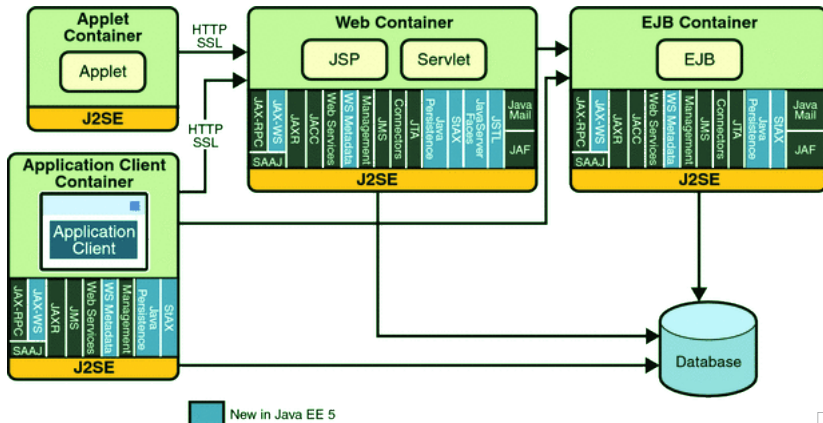 Applet
Container
Applet
J2SE
HTTP
SSL
HTTP
SSL
Web Container
JSP
Servlet
JAX-RPC
JAX-WS
SAAJ
JAXR
JACC
Web Services
WS Metadata
Management
JMS
Connectors
JTA
Java
Persistence
StAX
JavaServer
Faces
JSTL
Java
Mail
JAF
J2SE
EJB Container
EJB
JAX-RPC
JAX-WS
SAAJ
JAXR
JACC
Web Services
WS Metadata
Management
JMS
Connectors
JTA
Java
Persistence
StAX
Java
Mail
JAF
J2SE
Application Client
Container
Application
Client
JAX-RPC
JAX-WS
SAAJ
JAXR
JMS
Web Services
WS Metadata
Management
Java
Persistence
StAX
J2SE
Database
New in Java EE 5